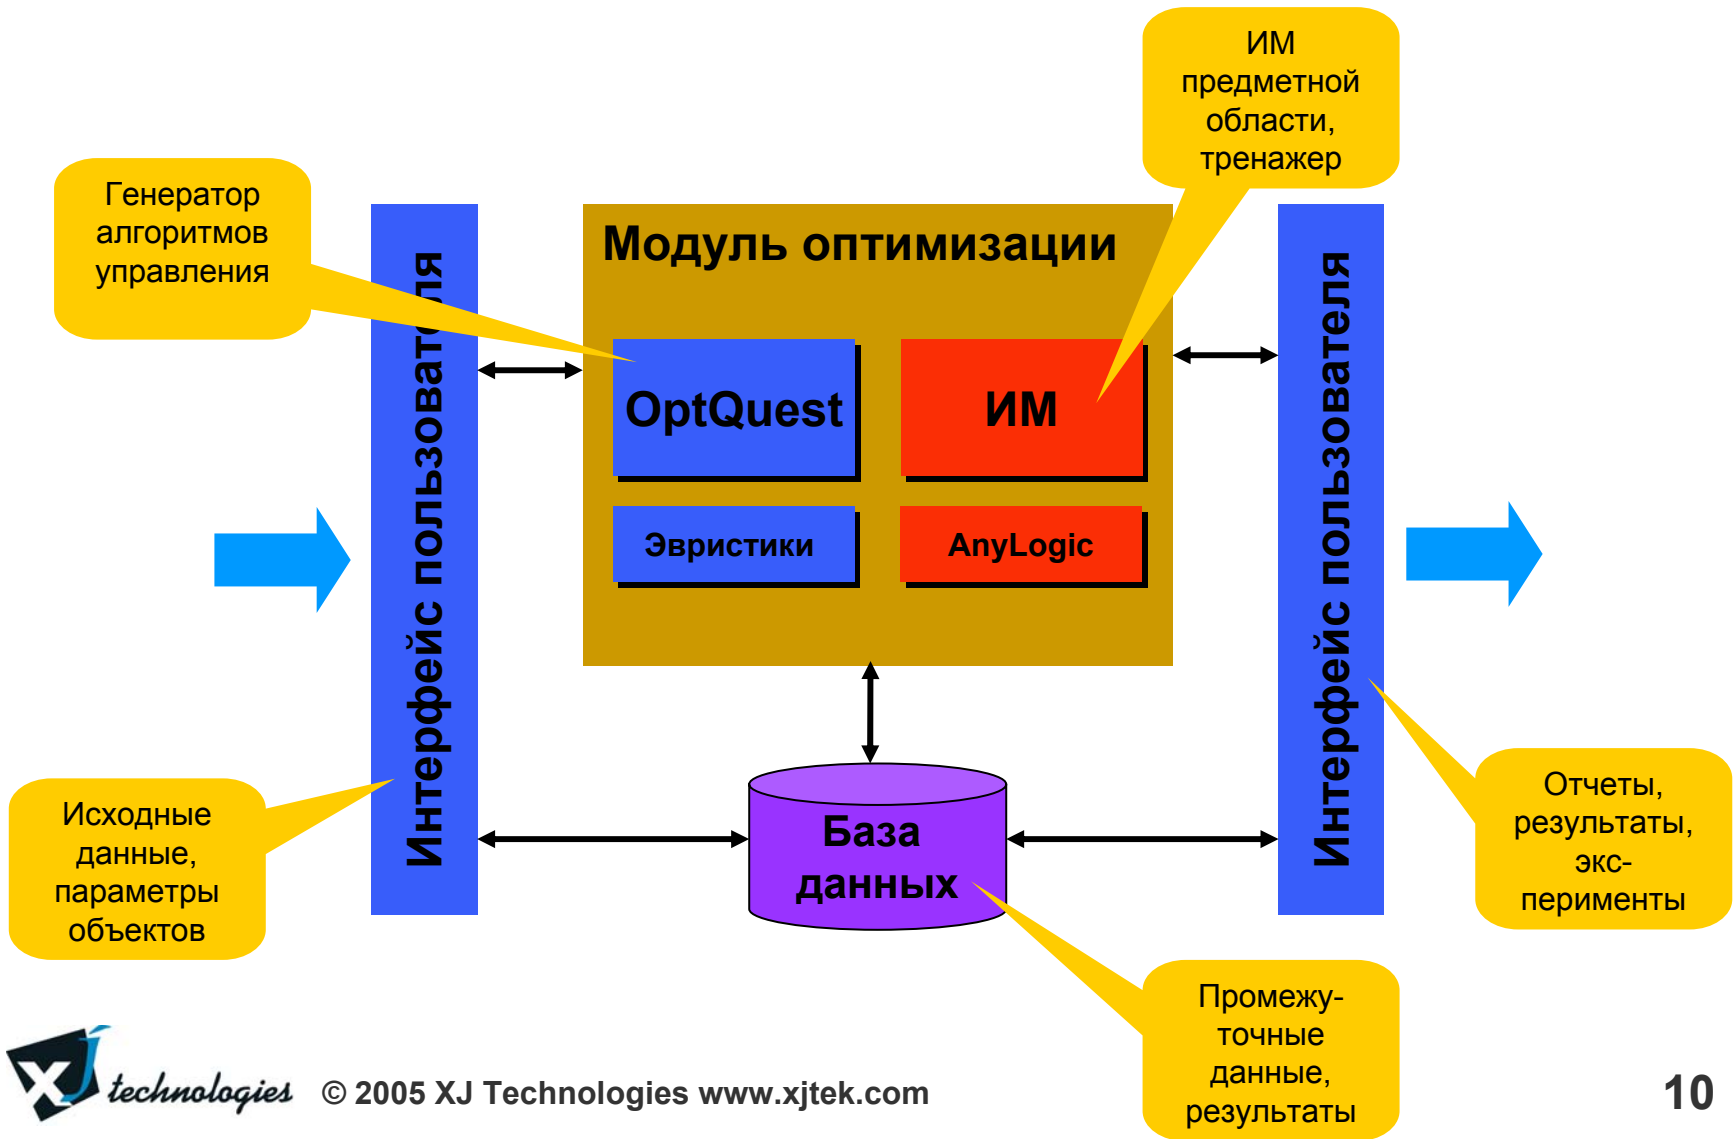 ИМ
предметной
области,
тренажер
Генератор
алгоритмов
управления
Модуль оптимизации
Интерфейс пользователя
OptQuest
ИМ
Эвристики
AnyLogic
Интерфейс пользователя
База
данных
Исходные
данные,
параметры
объектов
Отчеты,
результаты,
экс-
перименты
Промежу-
точные
данные,
результаты
XJ technologies
© 2005 XJ Technologies www.xjtek.com
10